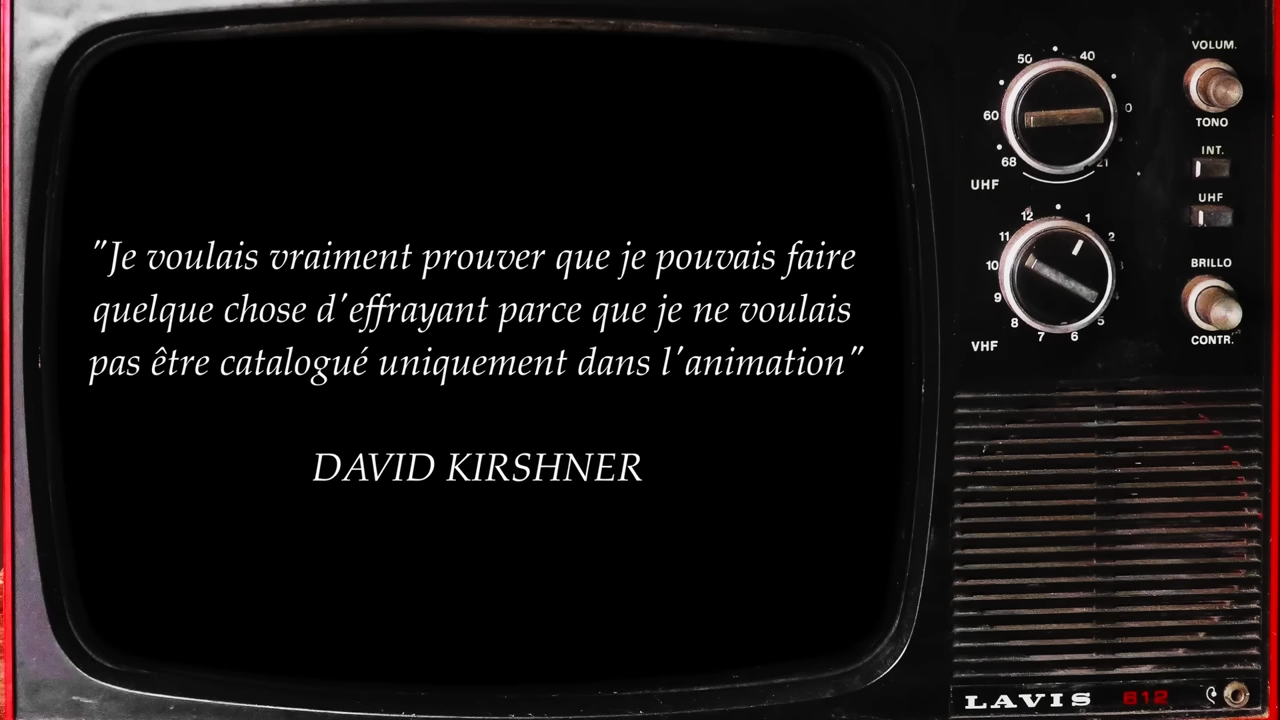 "Je voulais vraiment prouver que je pouvais faire
quelque chose d'effrayant parce que je ne voulais
pas être catalogué uniquement dans l'animation"
DAVID KIRSHNER
50 40
60 0
68 21
UHF
12 1
11 2
10 3
9
8 5
7 6
VHF
VOLUM.
TONO
INT.
UHF
BRILLO
CONTR.
LAVIS 612